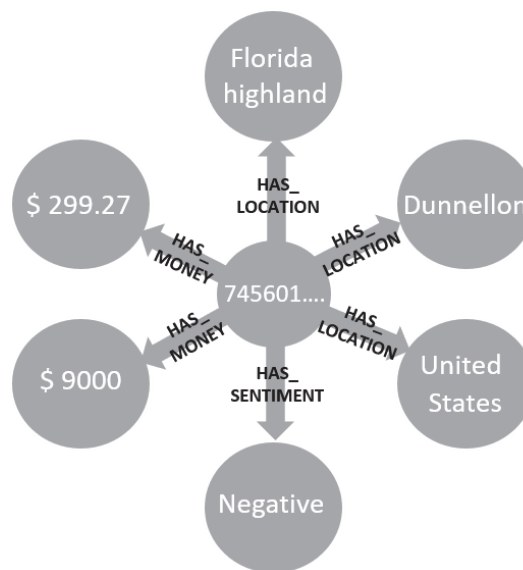 Florida
highland
HAS_
LOCATION
$ 299.27
HAS_
MONEY
HAS_
LOCATION
Dunnellon
745601....
$ 9000
HAS_
MONEY
HAS_
LOCATION
United
States
HAS_
SENTIMENT
Negative